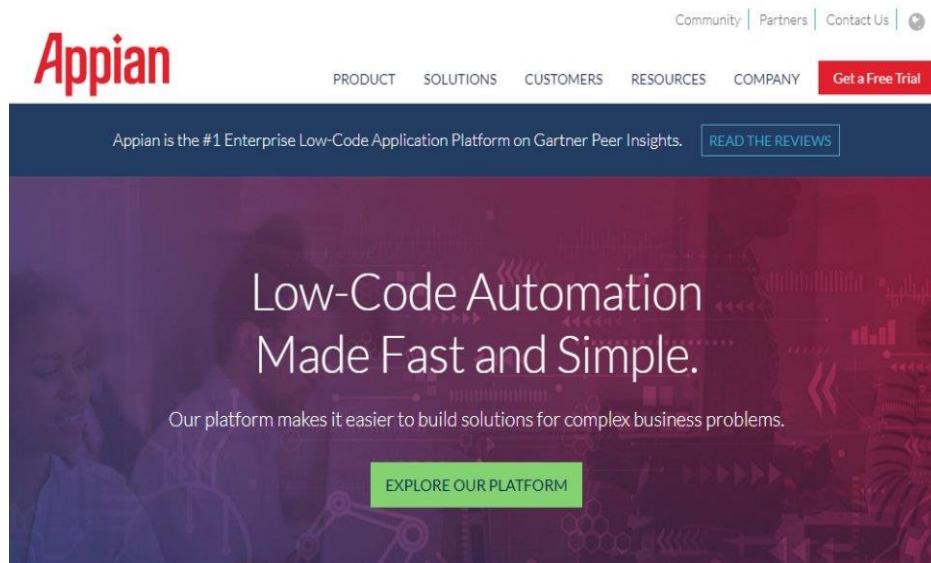 Community Partners Contact Us
Appian
PRODUCT SOLUTIONS CUSTOMERS RESOURCES COMPANY Get a Free Trial
Appian is the #1 Enterprise Low-Code Application Platform on Gartner Peer Insights. READ THE REVIEWS
Low-Code Automation
Made Fast and Simple.
Our platform makes it easier to build solutions for complex business problems.
EXPLORE OUR PLATFORM